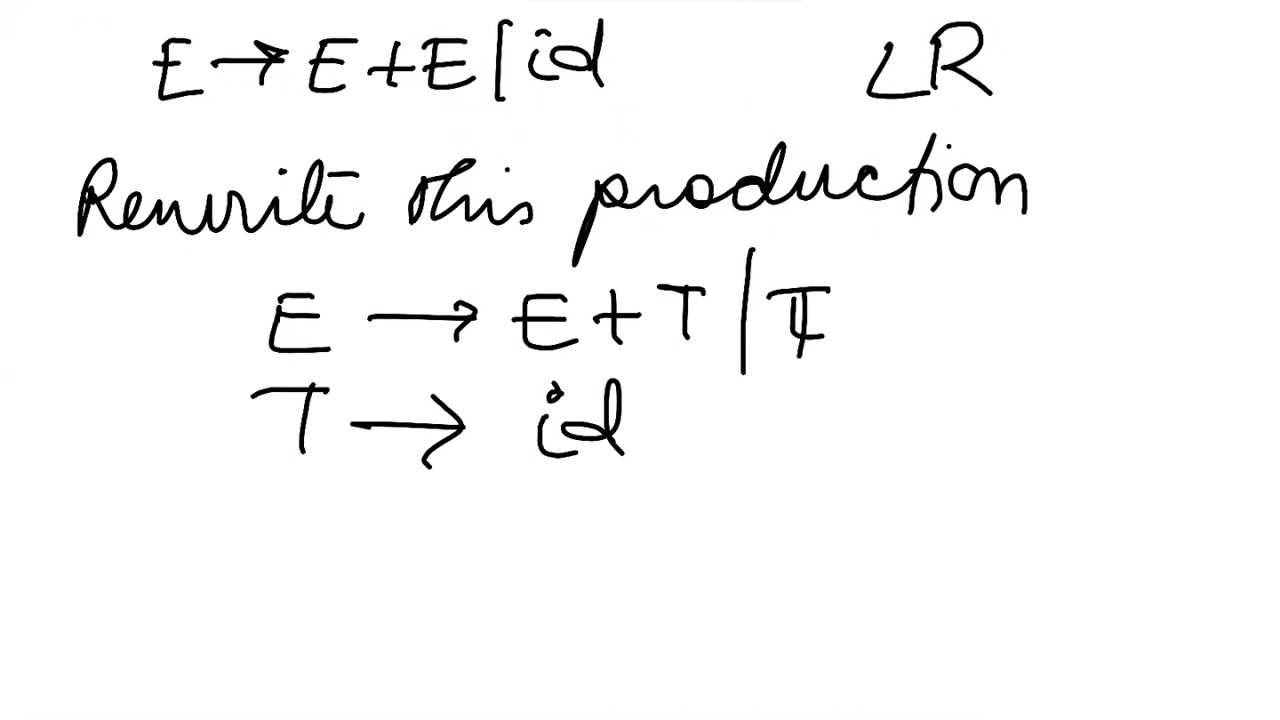 E → E + E | id LR
Rewrite this production
E → E + T | T
T → id